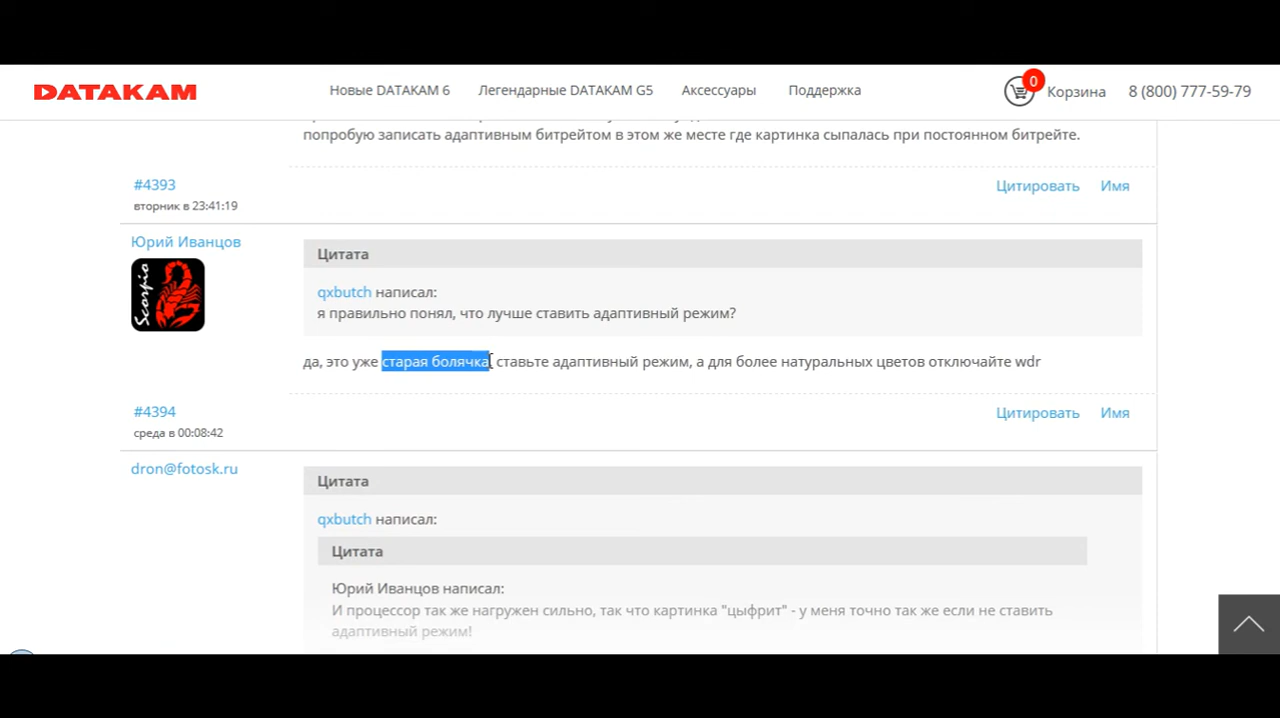 DATAKAM
Новые DATAKAM 6
Легендарные DATAKAM G5
Аксессуары
Поддержка
0
Корзина
8 (800) 777-59-79
попробую записать адаптивным битрейтом в этом же месте где картинка сыпалась при постоянном битрейте.
#4393
вторник в 23:41:19
Цитировать
Имя
Юрий Иванцов
Scorpio
Цитата
qxbutch написал:
я правильно понял, что лучше ставить адаптивный режим?
да, это уже старая болячка ставьте адаптивный режим, а для более натуральных цветов отключайте wdr
#4394
среда в 00:08:42
Цитировать
Имя
dron@fotosk.ru
Цитата
qxbutch написал:
Цитата
Юрий Иванцов написал:
И процессор так же нагружен сильно, так что картинка "цыфрит" - у меня точно так же если не ставить
адаптивный режим!